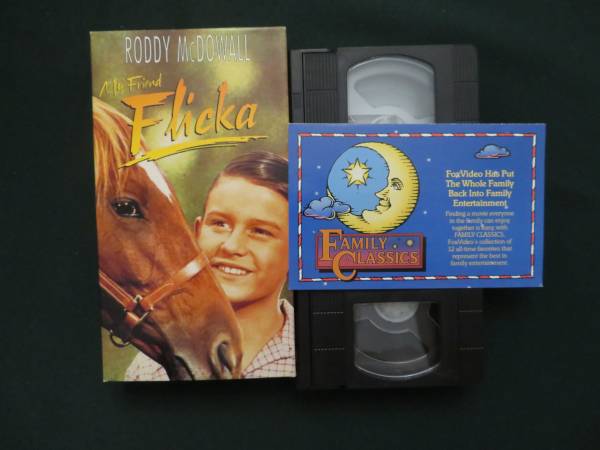 RODDY McDOWALL
My Friend
Flicka
FAMILY
CLASSICS
FoxVideo Has Put
The Whole Family
Back Into Family
Entertainment
Finding a movie everyone
in the family can enjoy
together is easy with
FAMILY CLASSICS,
FoxVideo's collection of
12 all-time favorites that
represent the best in
family entertainment.